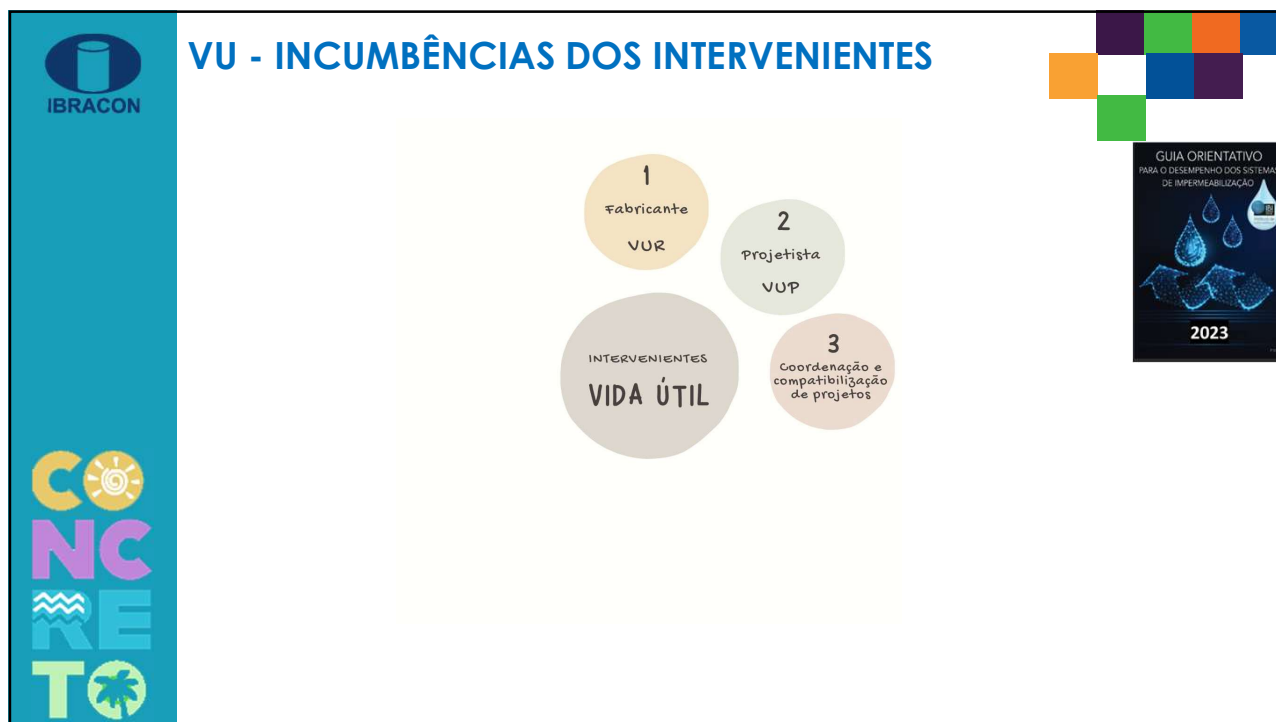 IBRACON
VU - INCUMBÊNCIAS DOS INTERVENIENTES
1
Fabricante
VUR
2
Projetista
VUP
3
Coordenação e
compatibilização
de projetos
INTERVENIENTES
VIDA ÚTIL
GUIA ORIENTATIVO
PARA O DESEMPENHO DOS SISTEMAS
DE IMPERMEABILIZAÇÃO
2023
CO
NC
RE
TO